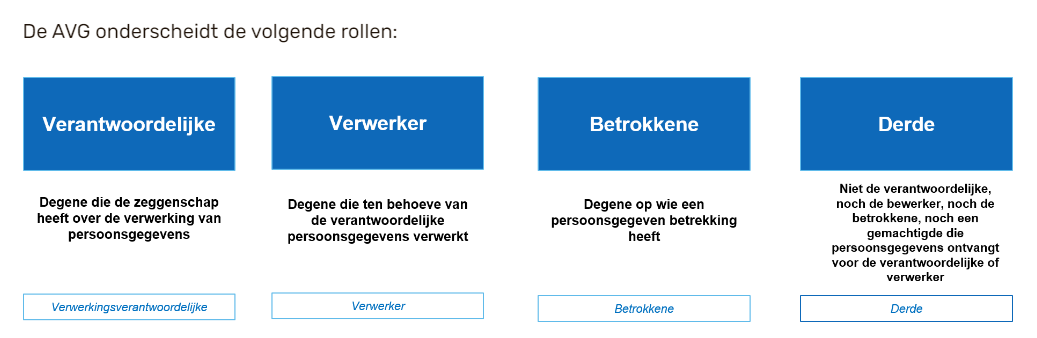 De AVG onderscheidt de volgende rollen:
Verantwoordelijke
Degene die de zeggenschap
heeft over de verwerking van
persoonsgegevens
Verwerkingsverantwoordelijke
Verwerker
Degene die ten behoeve van
de verantwoordelijke
persoonsgegevens verwerkt
Verwerker
Betrokkene
Degene op wie een
persoonsgegeven betrekking
heeft
Betrokkene
Derde
Niet de verantwoordelijke,
noch de bewerker, noch de
betrokkene, noch een
gemachtigde die
persoonsgegevens ontvangt
voor de verantwoordelijke of
verwerker
Derde